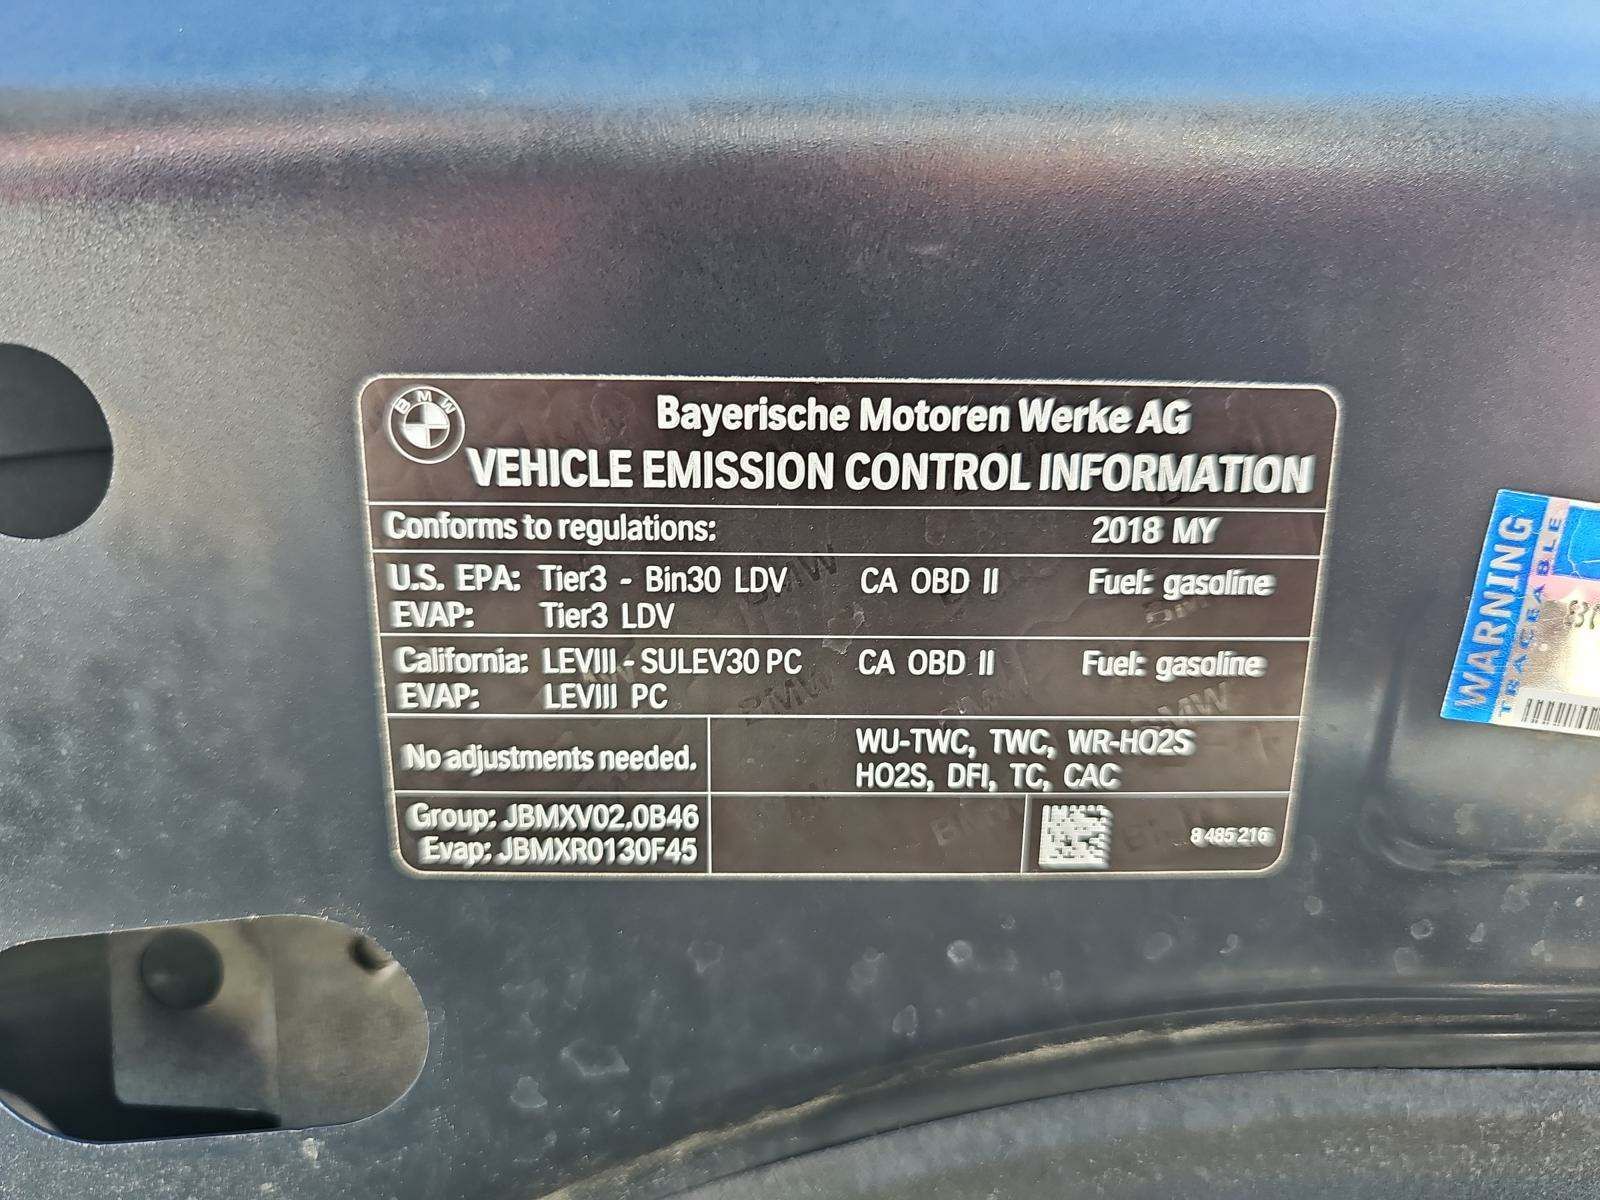 BMW
Bayerische Motoren Werke AG
VEHICLE EMISSION CONTROL INFORMATION
Conforms to regulations: 2018 MY
U.S. EPA: Tier3 - Bin30 LDV CA OBD II Fuel: gasoline
EVAP: Tier3 LDV
California: LEVIII - SULEV30 PC CA OBD II Fuel: gasoline
EVAP: LEVIII PC
No adjustments needed.
WU-TWC, TWC, WR-HO2S
HO2S, DFI, TC, CAC
Group: JBMXV02.0B46
Evap: JBMXR0130F45
8 485 216
WARNING
TRACEABLE